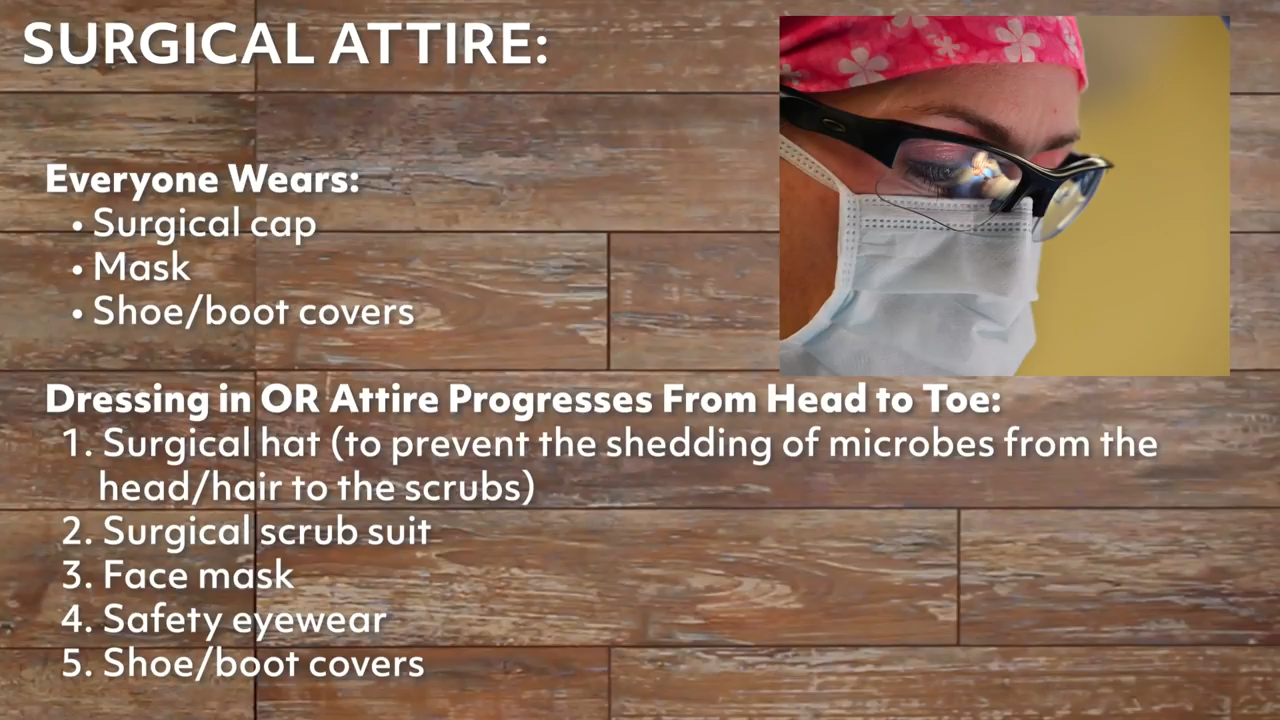 SURGICAL ATTIRE:
Everyone Wears:
• Surgical cap
• Mask
• Shoe/boot covers
Dressing in OR Attire Progresses From Head to Toe:
1. Surgical hat (to prevent the shedding of microbes from the
head/hair to the scrubs)
2. Surgical scrub suit
3. Face mask
4. Safety eyewear
5. Shoe/boot covers